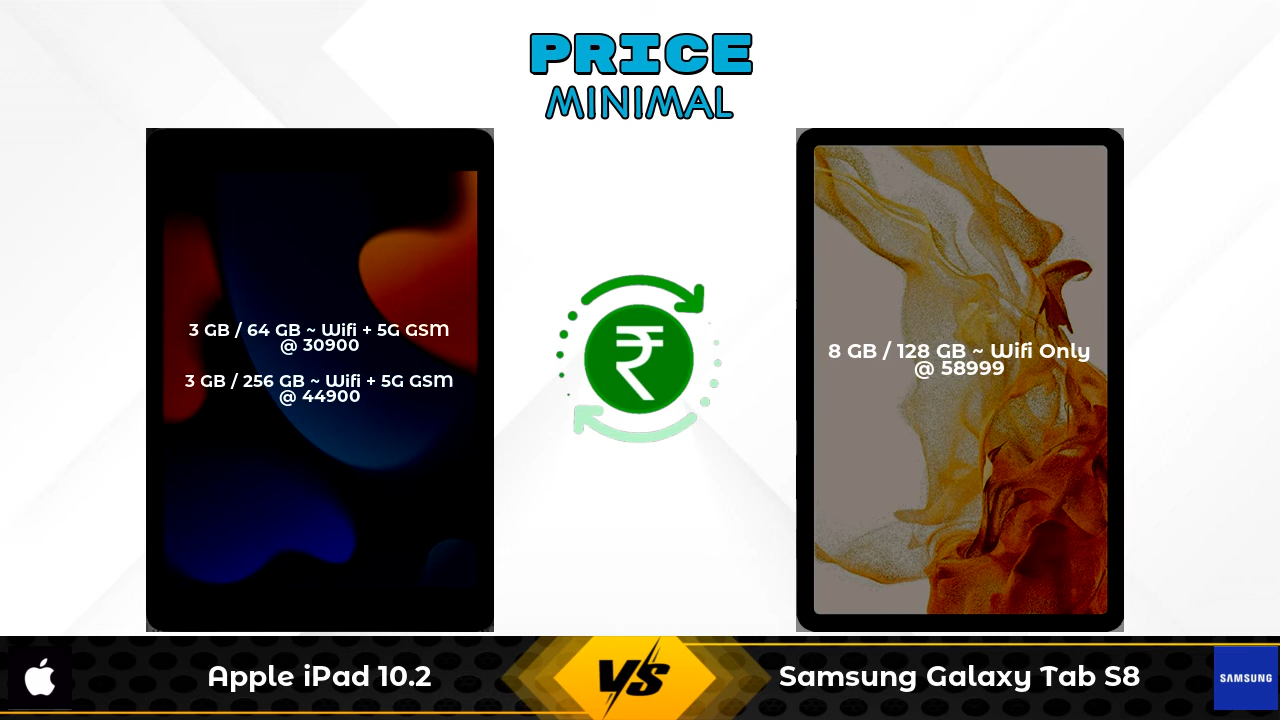 PRICE
MINIMAL
3 GB / 64 GB ~ Wifi + 5G GSM
@ 30900
3 GB / 256 GB ~ Wifi + 5G GSM
@ 44900
₹
8 GB / 128 GB ~ Wifi Only
@ 58999
Apple iPad 10.2
VS
Samsung Galaxy Tab S8
SAMSUNG